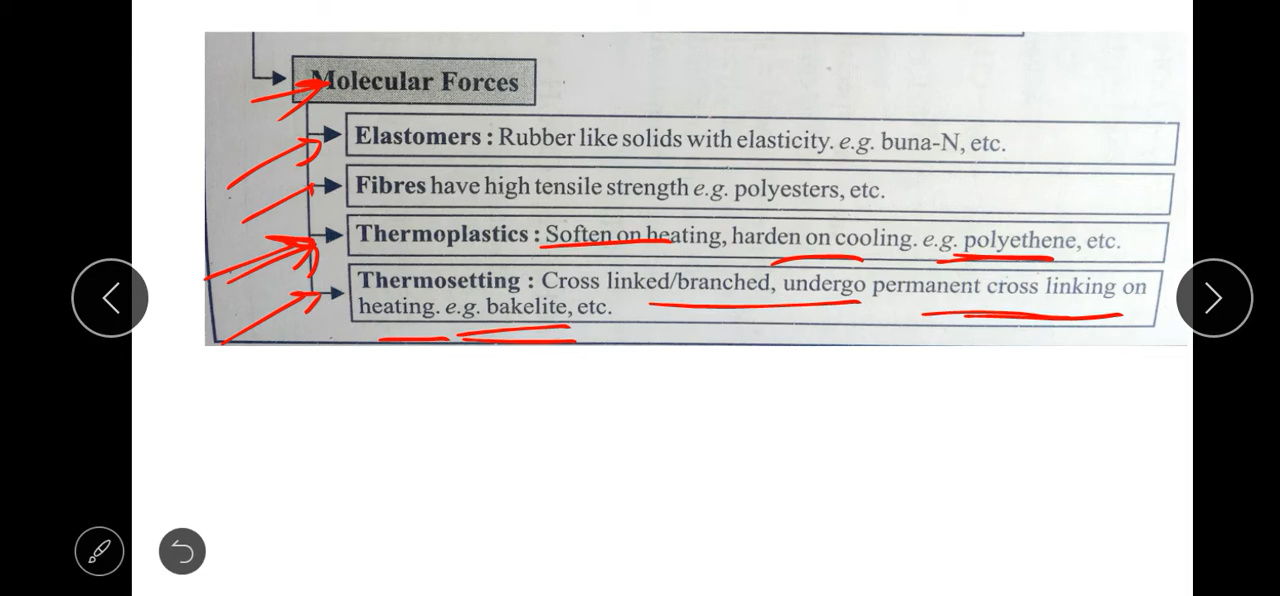 Molecular Forces
Elastomers : Rubber like solids with elasticity. e.g. buna-N, etc.
Fibres have high tensile strength e.g. polyesters, etc.
Thermoplastics : Soften on heating, harden on cooling. e.g. polyethene, etc.
Thermosetting : Cross linked/branched, undergo permanent cross linking on
heating. e.g. bakelite, etc.